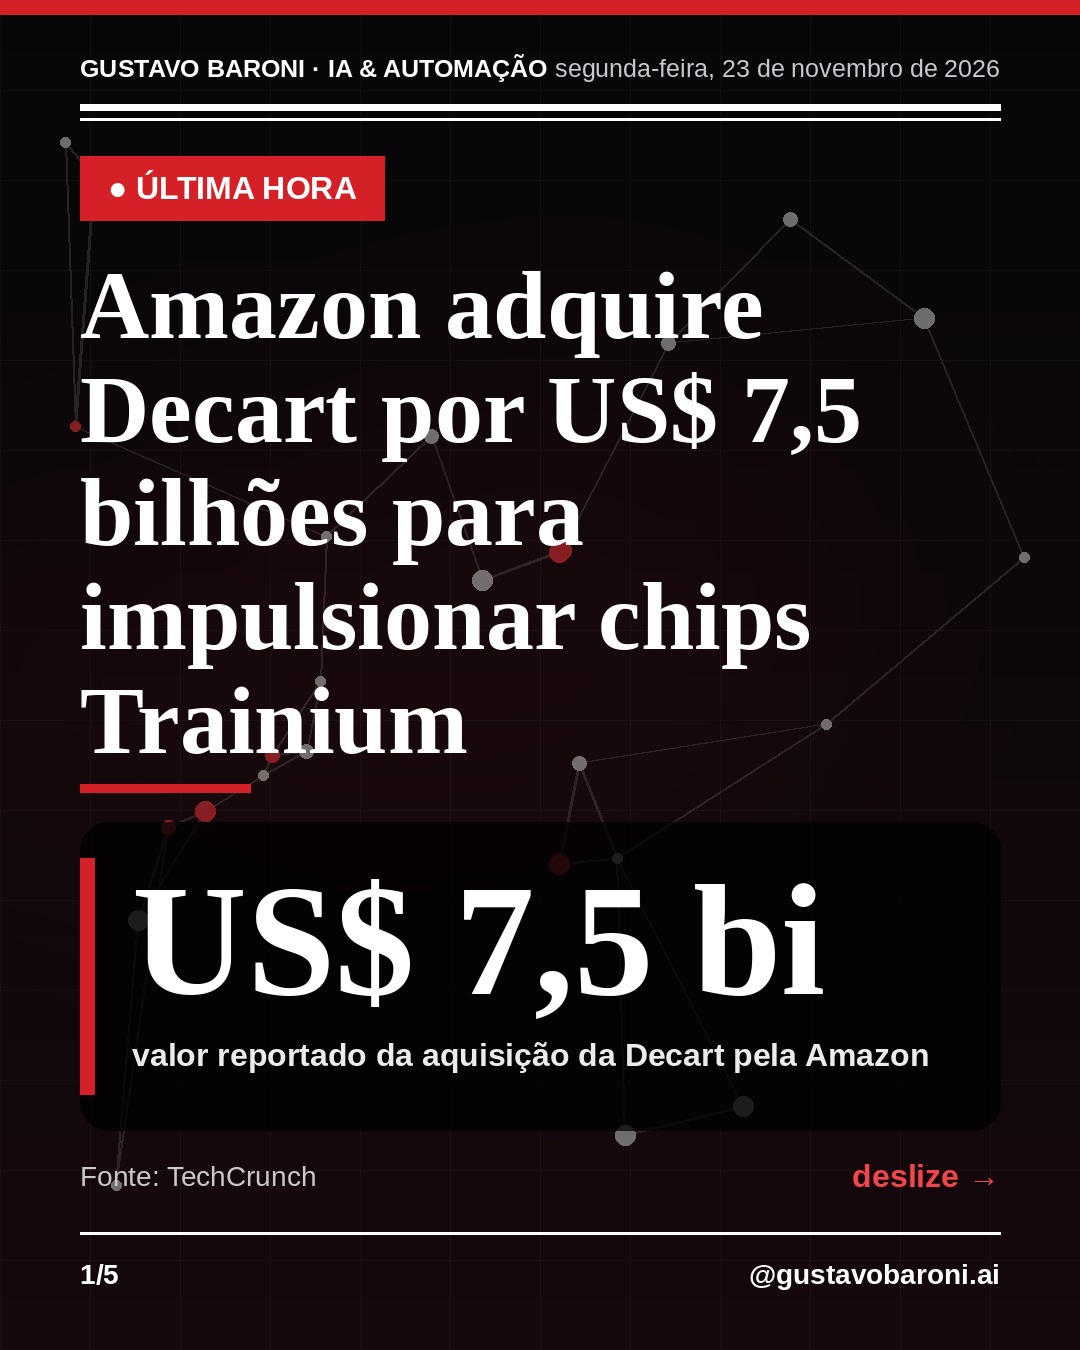 GUSTAVO BARONI · IA & AUTOMAÇÃO segunda-feira, 23 de novembro de 2026
● ÚLTIMA HORA
Amazon adquire
Decart por US$ 7,5
bilhões para
impulsionar chips
Trainium
US$ 7,5 bi
valor reportado da aquisição da Decart pela Amazon
Fonte: TechCrunch
deslize →
1/5
@gustavobaroni.ai